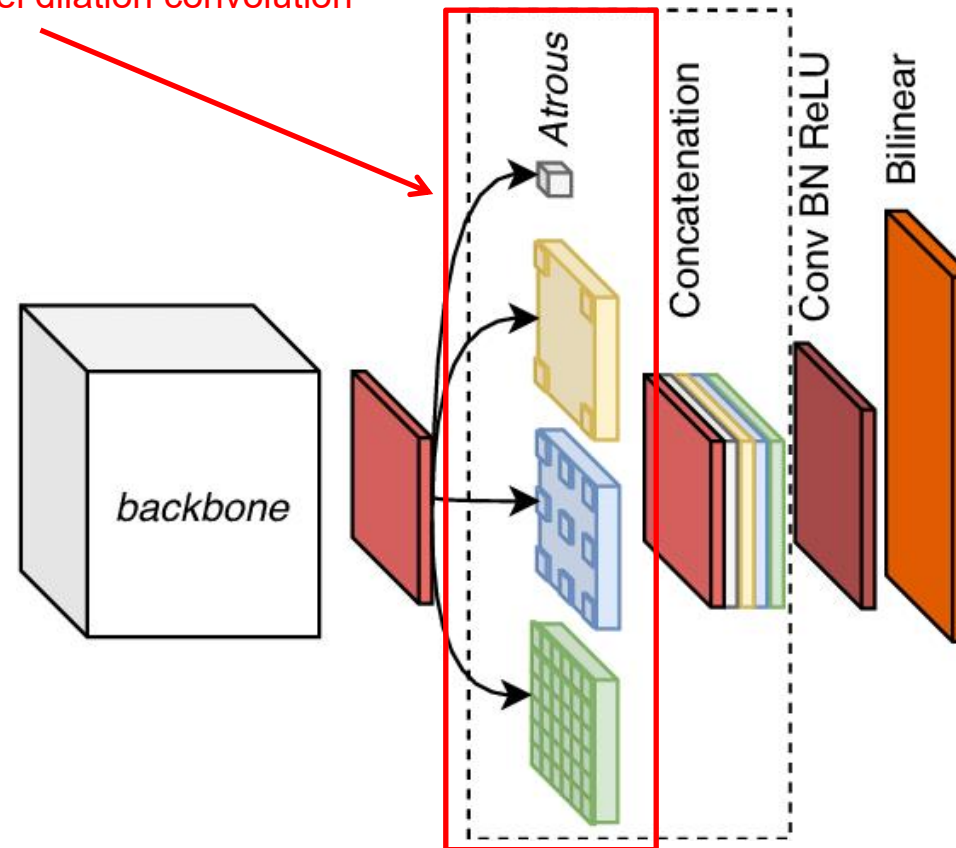 dilation convolution
Atrous
Concatenation
Conv BN ReLU
Bilinear
backbone